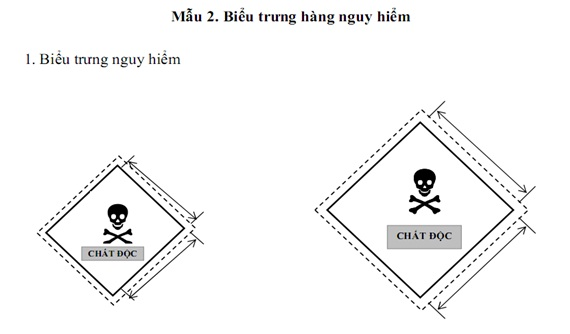 Mẫu 2. Biểu trưng hàng nguy hiểm
1. Biểu trưng nguy hiểm
CHẤT ĐỘC
CHẤT ĐỘC